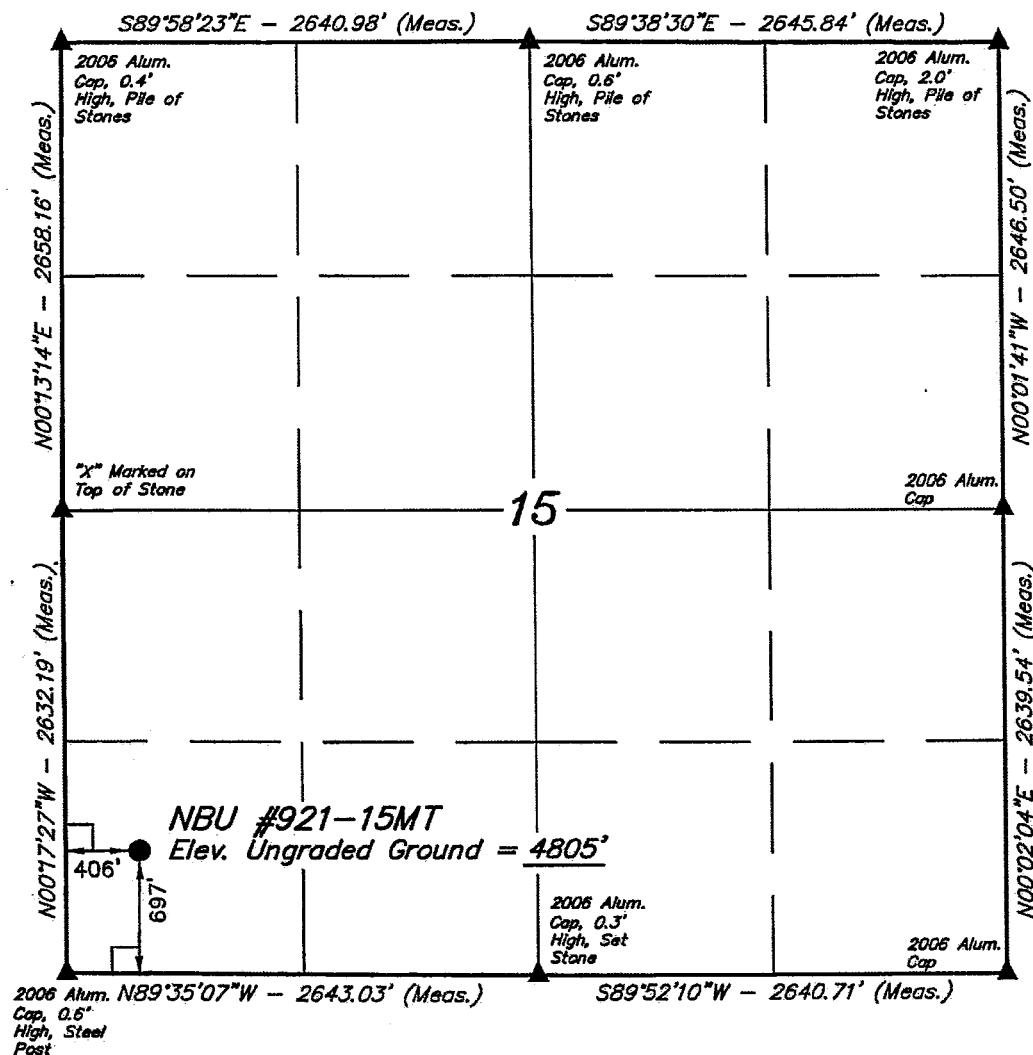 S89°58'23"E - 2640.98' (Meas.)
S89°38'30"E - 2645.84' (Meas.)
2006 Alum.
Cap, 0.4'
High, Pile of
Stones
2006 Alum.
Cap, 0.6'
High, Pile of
Stones
2006 Alum.
Cap, 2.0'
High, Pile of
Stones
N00°13'14"E - 2658.16' (Meas.)
N00°01'41"W - 2646.50' (Meas.)
"X" Marked on
Top of Stone
2006 Alum.
Cap
15
N00°17'27"W - 2632.19' (Meas.)
N00°02'04"E - 2639.54' (Meas.)
NBU #921-15MT
Elev. Ungraded Ground = 4805'
406'
697'
2006 Alum.
Cap, 0.3'
High, Set
Stone
2006 Alum.
Cap
2006 Alum.
Cap, 0.6'
High, Steel
Post
N89°35'07"W - 2643.03' (Meas.)
S89°52'10"W - 2640.71' (Meas.)